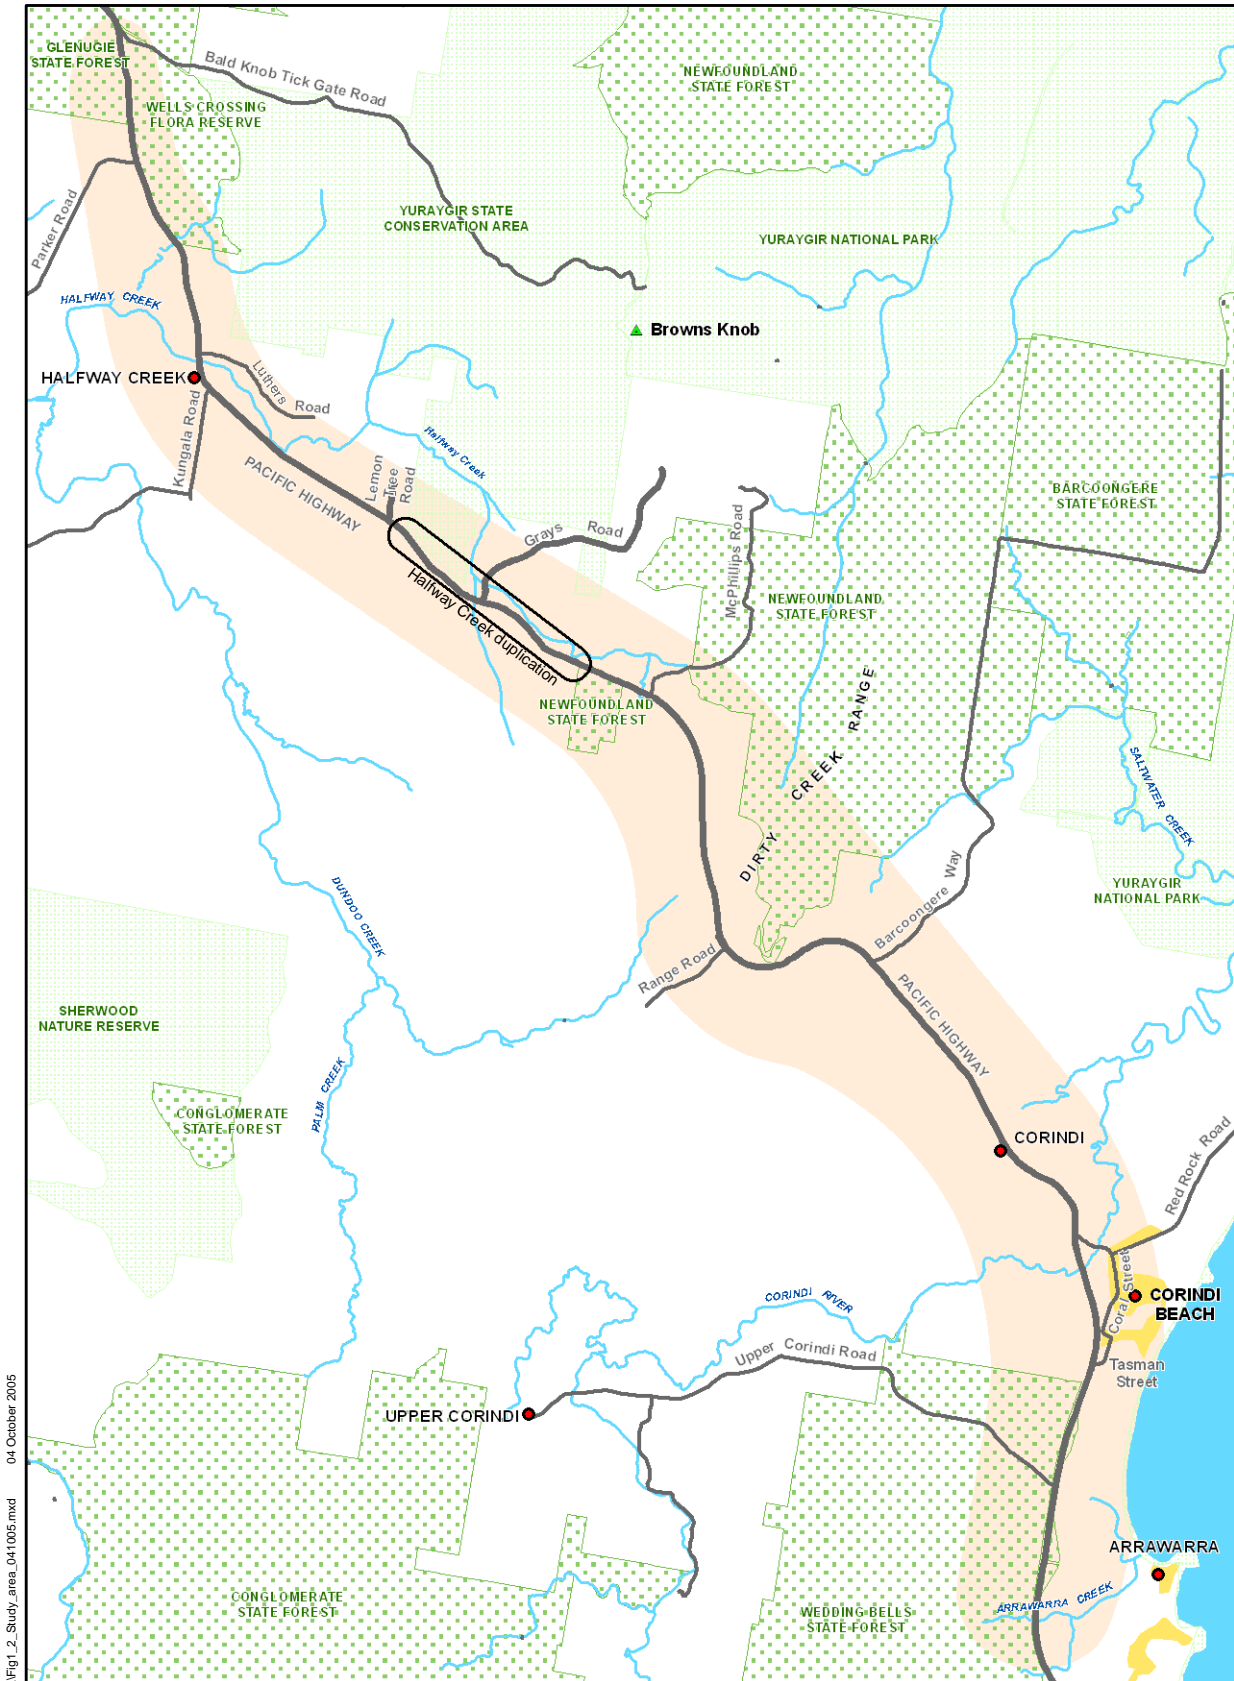 GLENUGIE
STATE FOREST
Bald Knob Tick Gate Road
NEWFOUNDLAND
STATE FOREST
WELLS CROSSING
FLORA RESERVE
Parker Road
YURAYGIR STATE
CONSERVATION AREA
YURAYGIR NATIONAL PARK
HALFWAY CREEK
Browns Knob
HALFWAY CREEK
Luthers Road
Kungala Road
PACIFIC HIGHWAY
Lemon
Tree
Road
Halfway Creek
Grays Road
McPhillips Road
BARCOONGERE
STATE FOREST
Halfway Creek duplication
NEWFOUNDLAND
STATE FOREST
NEWFOUNDLAND
STATE FOREST
DIRTY CREEK RANGE
SALTWATER CREEK
Barcoongere Way
YURAYGIR
NATIONAL PARK
DUNDOO CREEK
Range Road
PACIFIC HIGHWAY
SHERWOOD
NATURE RESERVE
PALM CREEK
CONGLOMERATE
STATE FOREST
CORINDI
Red Rock Road
Coral Street
CORINDI
BEACH
CORINDI RIVER
Upper Corindi Road
Tasman
Street
UPPER CORINDI
ARRAWARRA
ARRAWARRA CREEK
CONGLOMERATE
STATE FOREST
WEDDING BELLS
STATE FOREST
\Fig1_2_Study_area_041005.mxd 04 October 2005